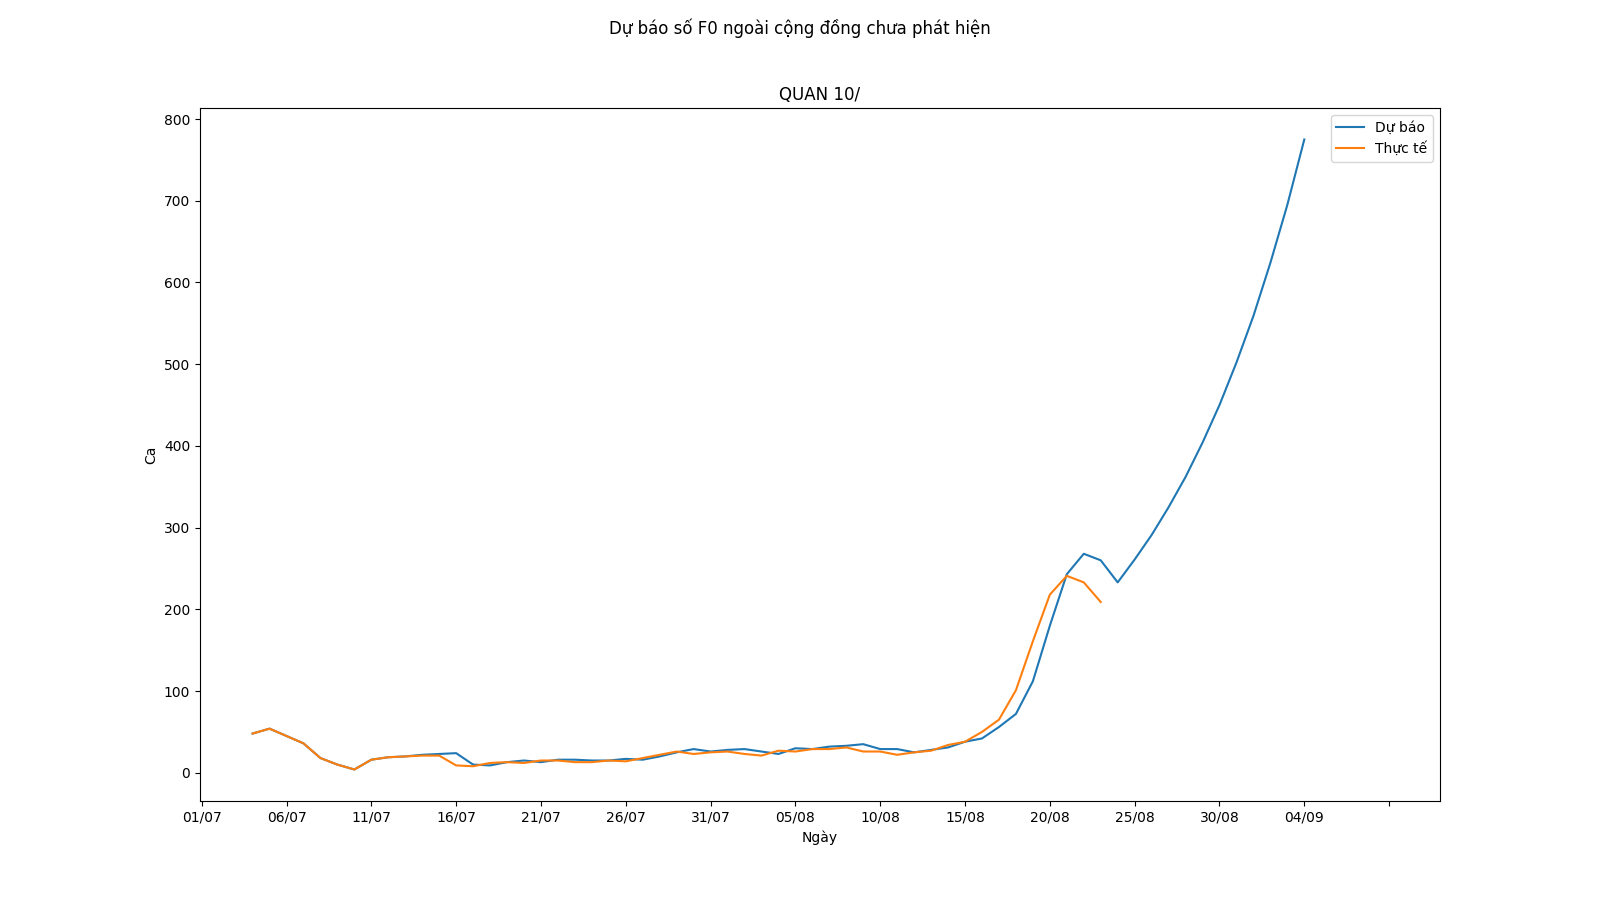 Dự báo số F0 ngoài cộng đồng chưa phát hiện
QUAN 10/
Dự báo
Thực tế
800
700
600
500
400
300
200
100
0
Ca
01/07 06/07 11/07 16/07 21/07 26/07 31/07 05/08 10/08 15/08 20/08 25/08 30/08 04/09
Ngày